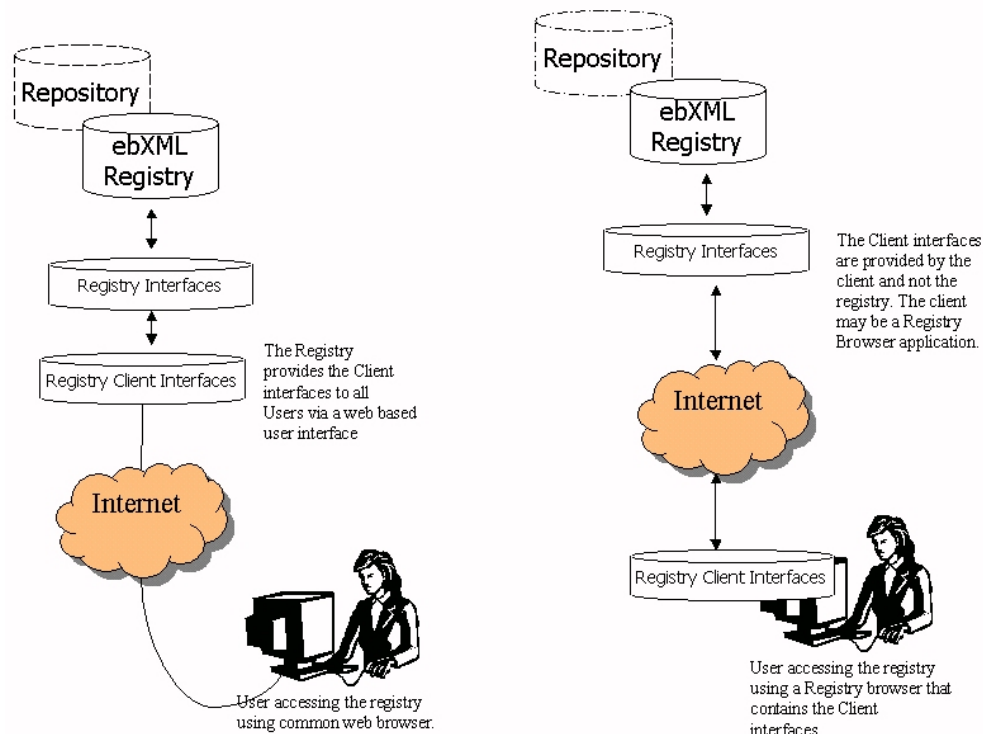 Repository
ebXML
Registry
Registry Interfaces
Registry Client Interfaces
The Registry
provides the Client
interfaces to all
Users via a web based
user interface
Internet
User accessing the registry
using common web browser.
Repository
ebXML
Registry
Registry Interfaces
The Client interfaces
are provided by the
client and not the
registry. The client
may be a Registry
Browser application.
Internet
Registry Client Interfaces
User accessing the registry
using a Registry browser that
contains the Client
interfaces